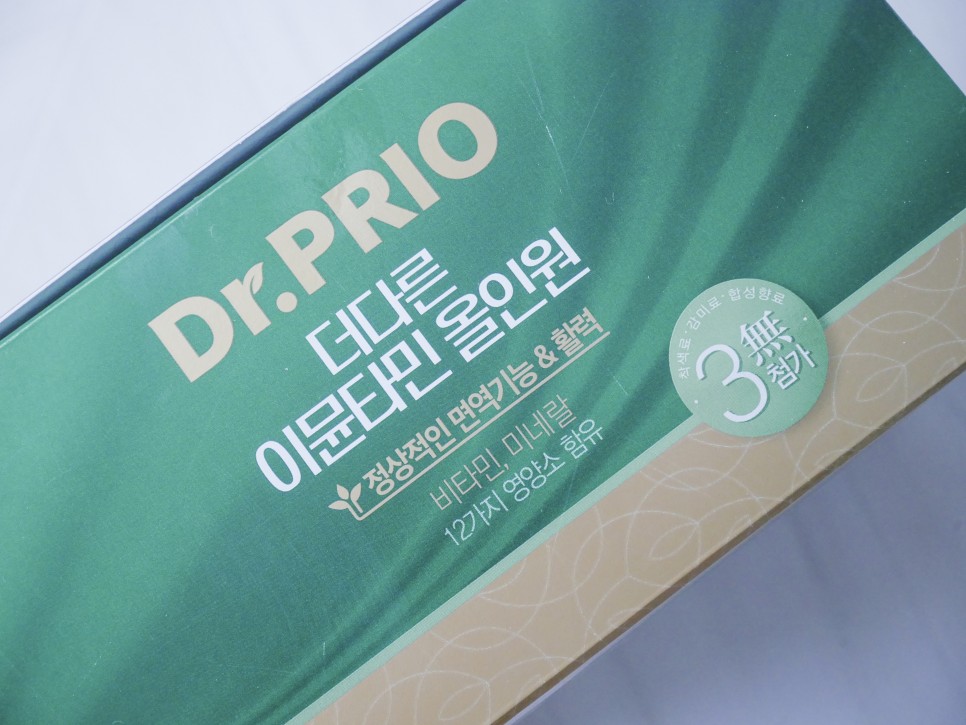 Dr.PRIO
더다른
이뮨타민 올인원
정상적인 면역기능 & 활력
비타민, 미네랄
12가지 영양소 함유
착색료·감미료·합성향료
3無
첨가